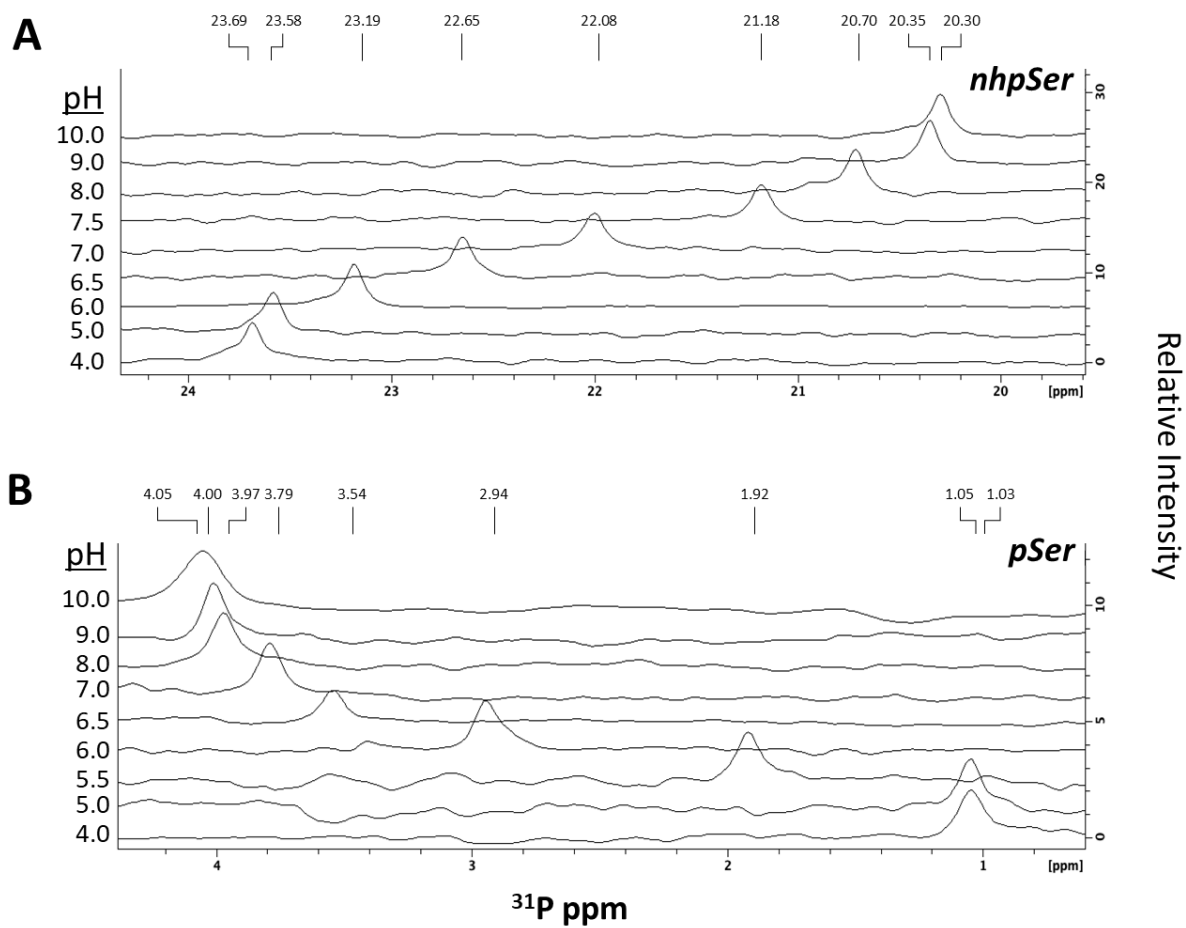 A
23.69 23.58 23.19 22.65 22.08 21.18 20.70 20.35 20.30
nhpSer
pH
10.0
9.0
8.0
7.5
7.0
6.5
6.0
5.0
4.0
30
20
10
0
24 23 22 21 20 [ppm]
Relative Intensity
B
4.05 4.00 3.97 3.79 3.54 2.94 1.92 1.05 1.03
pSer
pH
10.0
9.0
8.0
7.0
6.5
6.0
5.5
5.0
4.0
10
5
0
4 3 2 1 [ppm]
³¹P ppm